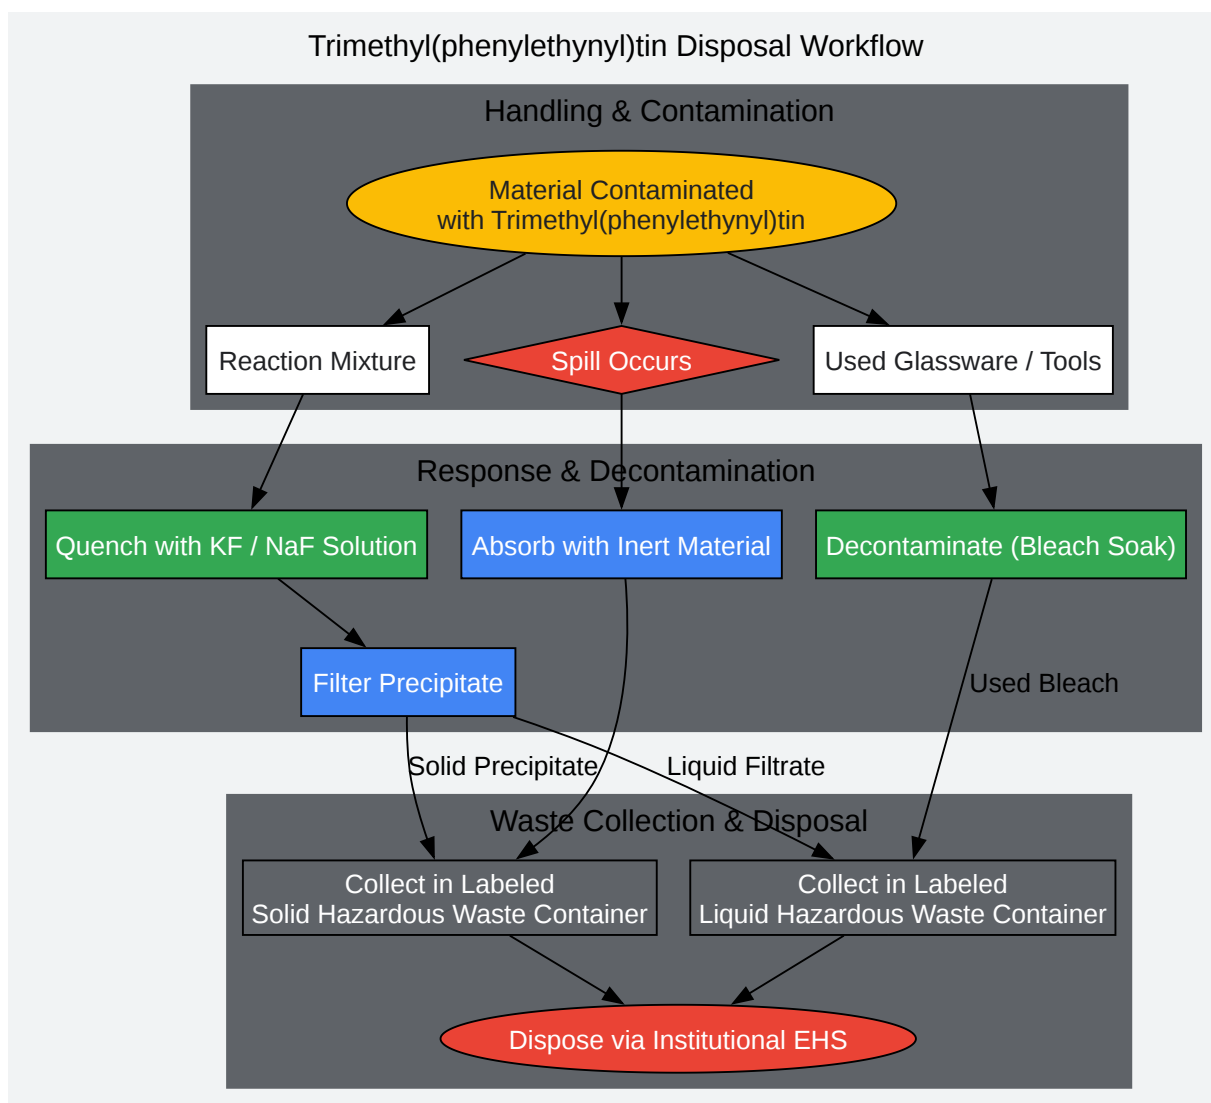 Trimethyl(phenylethynyl)tin Disposal Workflow
Handling & Contamination
Material Contaminated
with Trimethyl(phenylethynyl)tin
Reaction Mixture
Spill Occurs
Used Glassware / Tools
Response & Decontamination
Quench with KF / NaF Solution
Absorb with Inert Material
Decontaminate (Bleach Soak)
Filter Precipitate
Used Bleach
Solid Precipitate
Liquid Filtrate
Waste Collection & Disposal
Collect in Labeled
Solid Hazardous Waste Container
Collect in Labeled
Liquid Hazardous Waste Container
Dispose via Institutional EHS